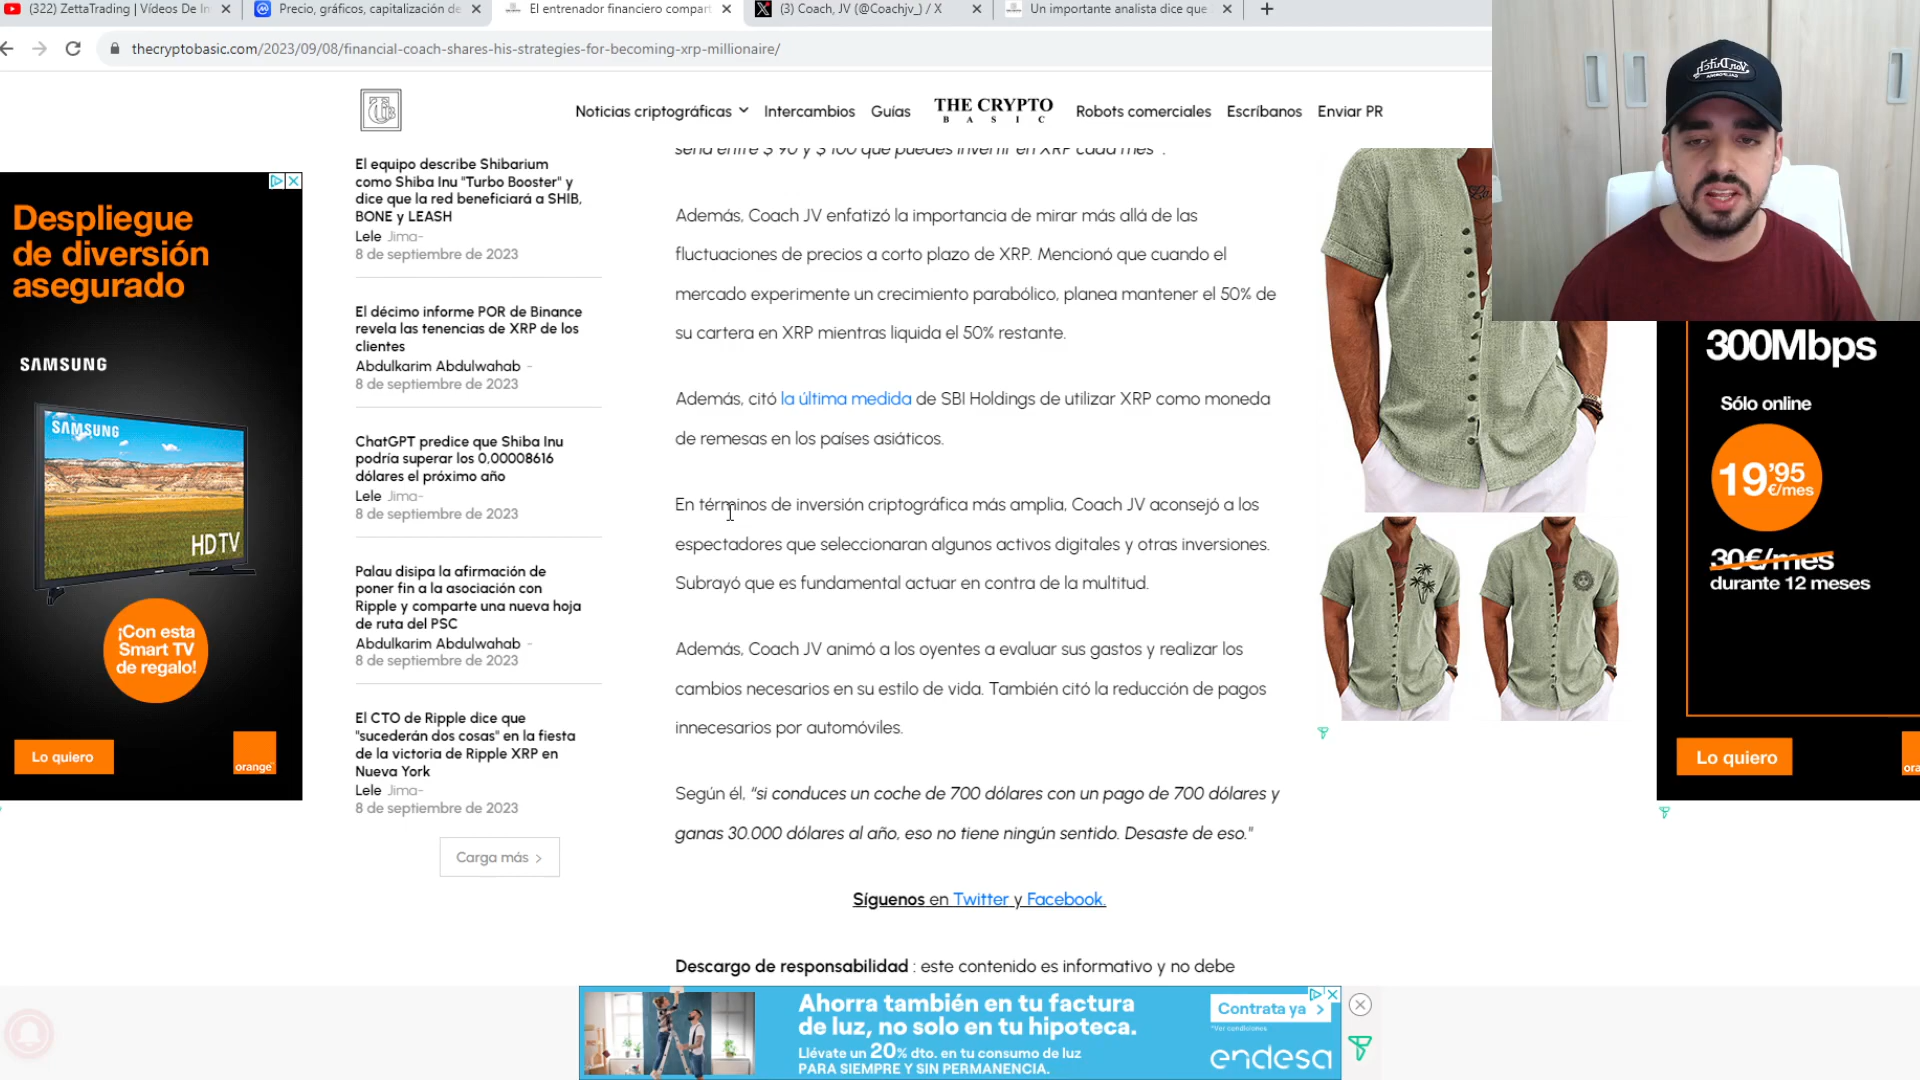 (322) ZettaTrading | Vídeos De In
Precio, gráficos, capitalización de
El entrenador financiero compart
(3) Coach, JV (@Coachjv_) / X
Un importante analista dice que
thecryptobasic.com/2023/09/08/financial-coach-shares-his-strategies-for-becoming-xrp-millionaire/
Noticias criptográficas
Intercambios
Guías
THE CRYPTO
BASIC
Robots comerciales
Escríbanos
Enviar PR
Von Dutch
El equipo describe Shibarium
como Shiba Inu "Turbo Booster" y
dice que la red beneficiará a SHIB,
BONE y LEASH
Lele Jima-
8 de septiembre de 2023
El décimo informe POR de Binance
revela las tenencias de XRP de los
clientes
Abdulkarim Abdulwahab -
8 de septiembre de 2023
ChatGPT predice que Shiba Inu
podría superar los 0,00008616
dólares el próximo año
Lele Jima-
8 de septiembre de 2023
Palau disipa la afirmación de
poner fin a la asociación con
Ripple y comparte una nueva hoja
de ruta del PSC
Abdulkarim Abdulwahab -
8 de septiembre de 2023
El CTO de Ripple dice que
"sucederán dos cosas" en la fiesta
de la victoria de Ripple XRP en
Nueva York
Lele Jima-
8 de septiembre de 2023
Carga más
sería entre $ 90 y $ 100 que puedes invertir en XRP cada mes" .
Además, Coach JV enfatizó la importancia de mirar más allá de las
fluctuaciones de precios a corto plazo de XRP. Mencionó que cuando el
mercado experimente un crecimiento parabólico, planea mantener el 50% de
su cartera en XRP mientras liquida el 50% restante.
Además, citó la última medida de SBI Holdings de utilizar XRP como moneda
de remesas en los países asiáticos.
En términos de inversión criptográfica más amplia, Coach JV aconsejó a los
espectadores que seleccionaran algunos activos digitales y otras inversiones.
Subrayó que es fundamental actuar en contra de la multitud.
Además, Coach JV animó a los oyentes a evaluar sus gastos y realizar los
cambios necesarios en su estilo de vida. También citó la reducción de pagos
innecesarios por automóviles.
Según él, "si conduces un coche de 700 dólares con un pago de 700 dólares y
ganas 30.000 dólares al año, eso no tiene ningún sentido. Desaste de eso."
Síguenos en Twitter y Facebook.
Descargo de responsabilidad : este contenido es informativo y no debe
Despliegue
de diversión
asegurado
SAMSUNG
SAMSUNG
HDTV
¡Con esta
Smart TV
de regalo!
Lo quiero
orange
300Mbps
Sólo online
19'95
€/mes
30€/mes
durante 12 meses
Lo quiero
Ahorra también en tu factura
de luz, no solo en tu hipoteca.
Llévate un 20% dto. en tu consumo de luz
PARA SIEMPRE Y SIN PERMANENCIA.
Contrata ya
*Ver condiciones.
endesa